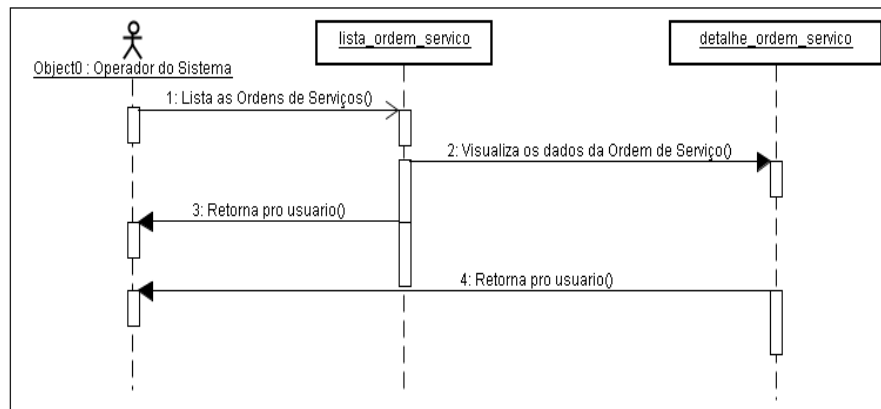 lista_ordem_servico
detalhe_ordem_servico
Object0 : Operador do Sistema
1: Lista as Ordens de Serviços()
2: Visualiza os dados da Ordem de Serviço()
3: Retorna pro usuario()
4: Retorna pro usuario()